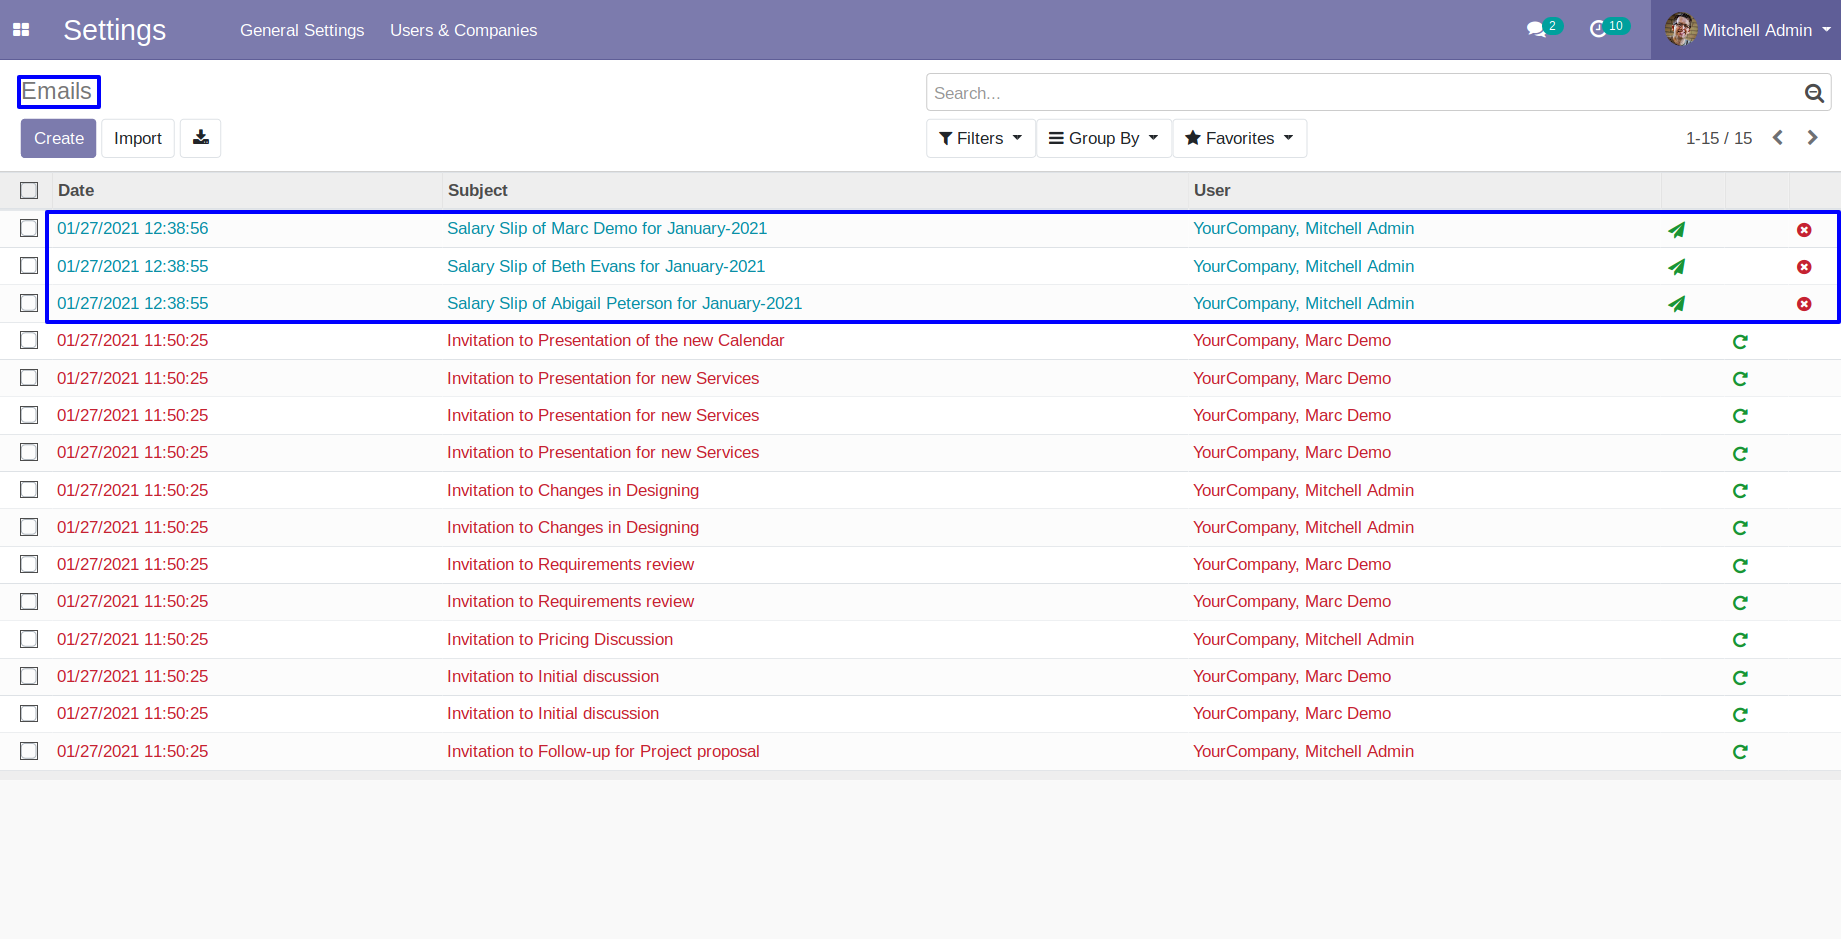 Settings General Settings Users & Companies 2 10 Mitchell Admin
Emails Search...
Create Import Filters Group By Favorites 1-15 / 15
Date Subject User
01/27/2021 12:38:56 Salary Slip of Marc Demo for January-2021 YourCompany, Mitchell Admin
01/27/2021 12:38:55 Salary Slip of Beth Evans for January-2021 YourCompany, Mitchell Admin
01/27/2021 12:38:55 Salary Slip of Abigail Peterson for January-2021 YourCompany, Mitchell Admin
01/27/2021 11:50:25 Invitation to Presentation of the new Calendar YourCompany, Marc Demo
01/27/2021 11:50:25 Invitation to Presentation for new Services YourCompany, Marc Demo
01/27/2021 11:50:25 Invitation to Presentation for new Services YourCompany, Marc Demo
01/27/2021 11:50:25 Invitation to Presentation for new Services YourCompany, Marc Demo
01/27/2021 11:50:25 Invitation to Changes in Designing YourCompany, Mitchell Admin
01/27/2021 11:50:25 Invitation to Changes in Designing YourCompany, Mitchell Admin
01/27/2021 11:50:25 Invitation to Requirements review YourCompany, Marc Demo
01/27/2021 11:50:25 Invitation to Requirements review YourCompany, Marc Demo
01/27/2021 11:50:25 Invitation to Pricing Discussion YourCompany, Mitchell Admin
01/27/2021 11:50:25 Invitation to Initial discussion YourCompany, Marc Demo
01/27/2021 11:50:25 Invitation to Initial discussion YourCompany, Marc Demo
01/27/2021 11:50:25 Invitation to Follow-up for Project proposal YourCompany, Mitchell Admin